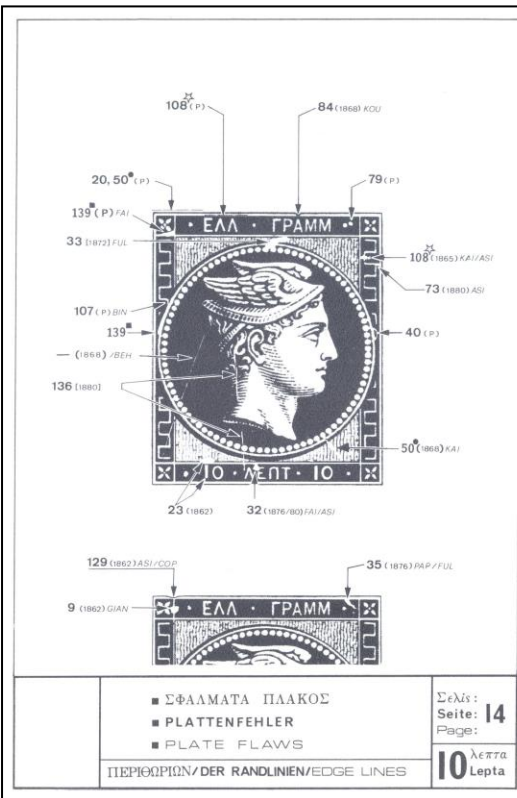 108 (P)
84 (1868) KOU
20, 50 (P)
79 (P)
139 (P) FAI
· ΕΛΛ · ΓΡΑΜΜ ·
33 [1872] FUL
108 (1865) KAI/ASI
73 (1880) ASI
107 (P) BIN
139
40 (P)
— (1868) /BEH
136 [1880]
50 (1868) KAI
· 10 · ΛΕΠΤ · 10 ·
23 (1862)
32 (1876/80) FAI/ASI
129 (1862) ASI/COP
35 (1876) PAP/FUL
9 (1862) GIAN
· ΕΛΛ · ΓΡΑΜΜ ·
■ ΣΦΑΛΜΑΤΑ ΠΛΑΚΟΣ
■ PLATTENFEHLER
■ PLATE FLAWS
ΠΕΡΙΘΩΡΙΩΝ/DER RANDLINIEN/EDGE LINES
Σελίς:
Seite: 14
Page:
10 λεπτα
Lepta